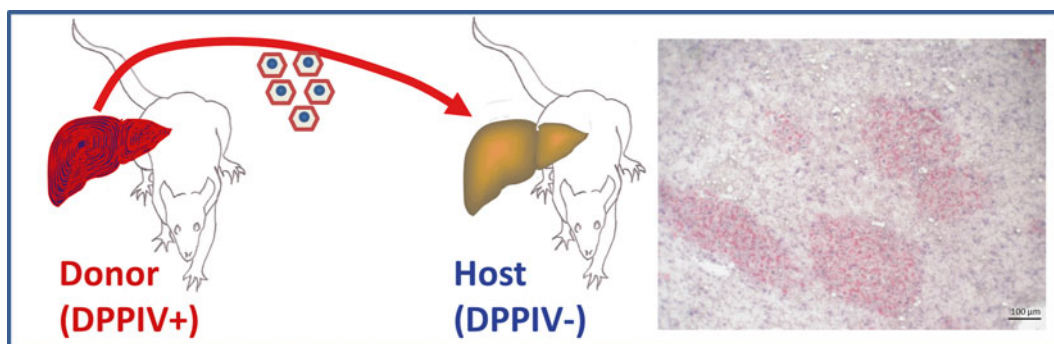 Donor
(DPPIV+)
Host
(DPPIV-)
100 µm